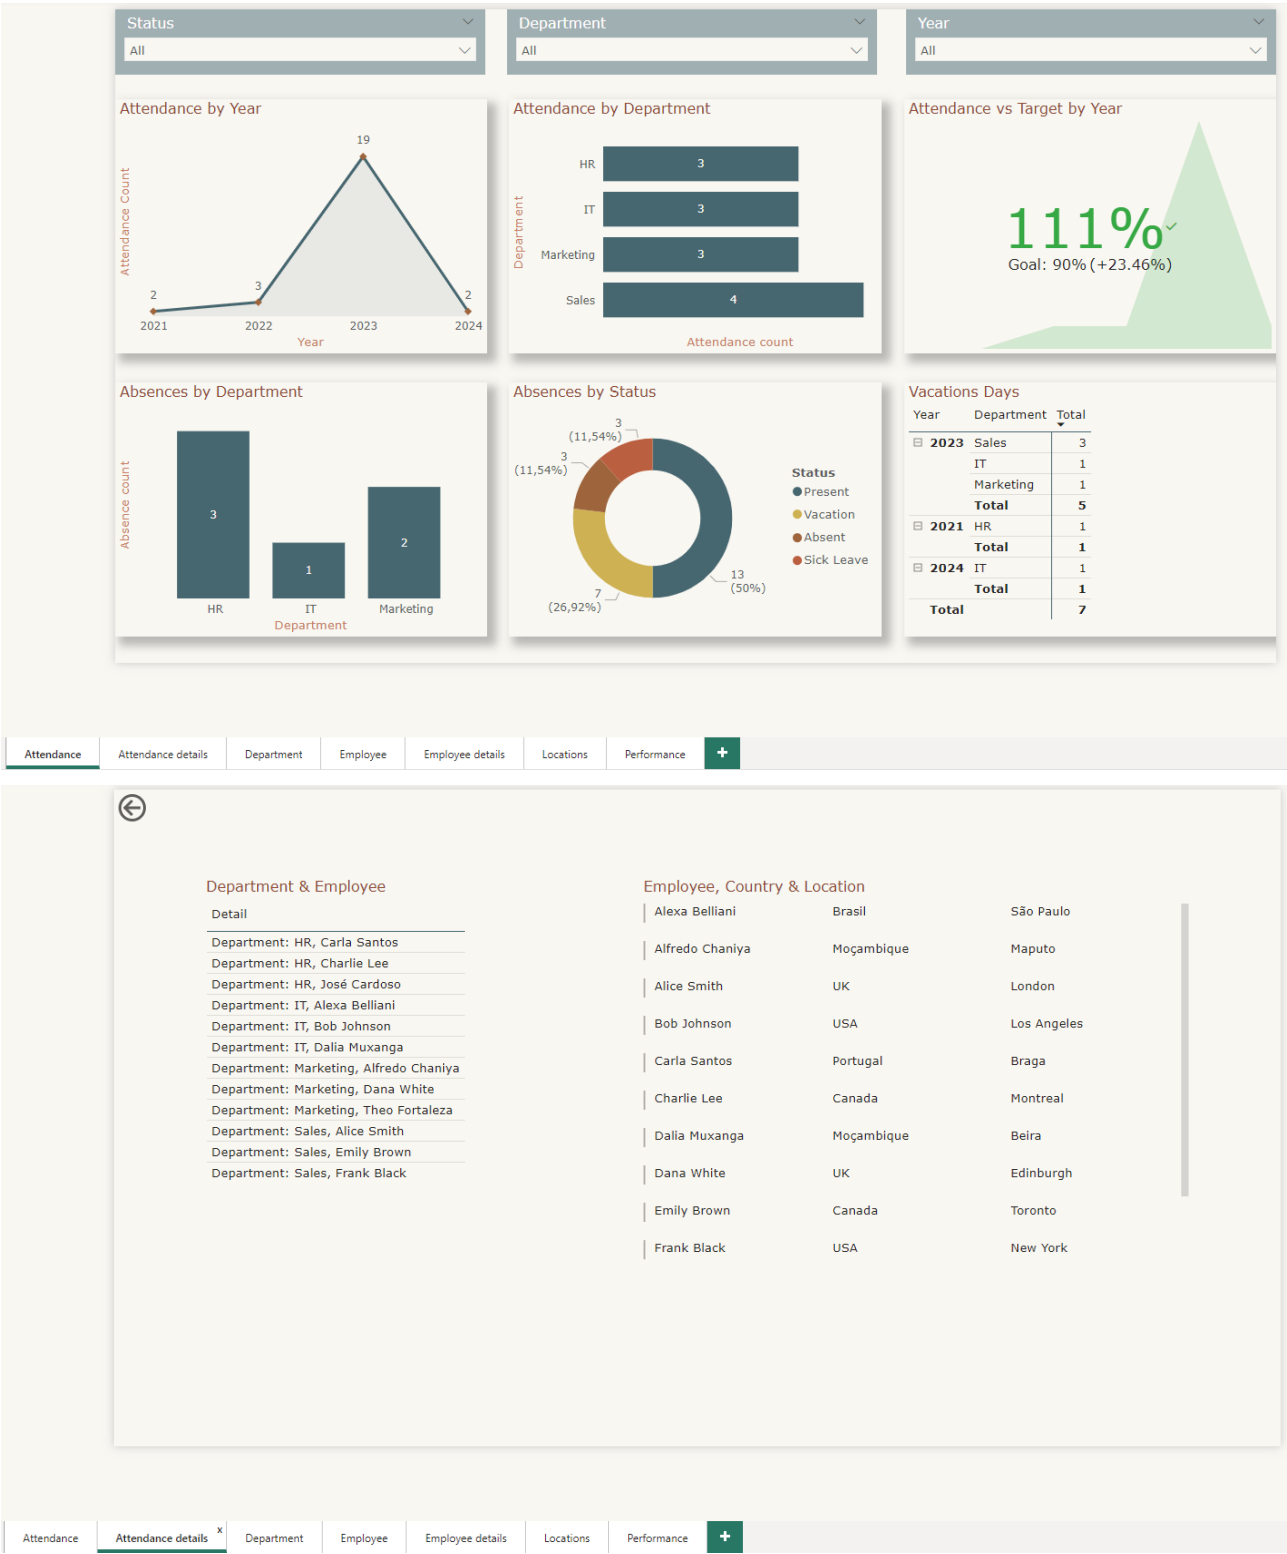 Status
Department
Year
All
All
All
Attendance by Year
Attendance Count
19
2
3
2
2021
2022
2023
2024
Year
Attendance by Department
Department
HR
3
IT
3
Marketing
3
Sales
4
Attendance count
Attendance vs Target by Year
111%
Goal: 90% (+23.46%)
Absences by Department
Absence count
3
1
2
HR
IT
Marketing
Department
Absences by Status
3
(11,54%)
3
(11,54%)
7
(26,92%)
13
(50%)
Status
Present
Vacation
Absent
Sick Leave
Vacations Days
Year Department Total
2023 Sales 3
IT 1
Marketing 1
Total 5
2021 HR 1
Total 1
2024 IT 1
Total 1
Total 7
Attendance Attendance details Department Employee Employee details Locations Performance +
Department & Employee
Detail
Department: HR, Carla Santos
Department: HR, Charlie Lee
Department: HR, José Cardoso
Department: IT, Alexa Belliani
Department: IT, Bob Johnson
Department: IT, Dalia Muxanga
Department: Marketing, Alfredo Chaniya
Department: Marketing, Dana White
Department: Marketing, Theo Fortaleza
Department: Sales, Alice Smith
Department: Sales, Emily Brown
Department: Sales, Frank Black
Employee, Country & Location
Alexa Belliani Brasil São Paulo
Alfredo Chaniya Moçambique Maputo
Alice Smith UK London
Bob Johnson USA Los Angeles
Carla Santos Portugal Braga
Charlie Lee Canada Montreal
Dalia Muxanga Moçambique Beira
Dana White UK Edinburgh
Emily Brown Canada Toronto
Frank Black USA New York
Attendance Attendance details x Department Employee Employee details Locations Performance +